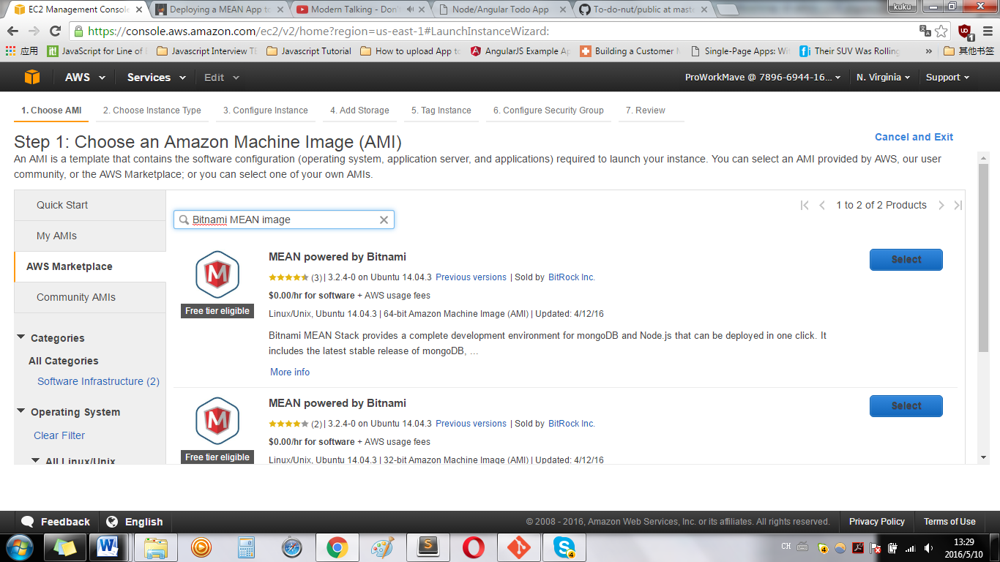 EC2 Management Console
Deploying a MEAN App to
Modern Talking - Don'
Node/Angular Todo App
To-do-nut/public at mast
kuku
https://console.aws.amazon.com/ec2/v2/home?region=us-east-1#LaunchInstanceWizard:
应用
JavaScript for Line of
Javascript Interview
Javascript Tutorial
How to upload App to
AngularJS Example
Building a Customer
Single-Page Apps:
Their SUV Was Rolling
»
其他书签
AWS
Services
Edit
ProWorkMave @ 7896-6944-16...
N. Virginia
Support
1. Choose AMI
2. Choose Instance Type
3. Configure Instance
4. Add Storage
5. Tag Instance
6. Configure Security Group
7. Review
Step 1: Choose an Amazon Machine Image (AMI)
Cancel and Exit
An AMI is a template that contains the software configuration (operating system, application server, and applications) required to launch your instance. You can select an AMI provided by AWS, our user
community, or the AWS Marketplace; or you can select one of your own AMIs.
Quick Start
My AMIs
AWS Marketplace
Community AMIs
Categories
All Categories
Software Infrastructure (2)
Operating System
Clear Filter
All Linux/Unix
Bitnami MEAN image
1 to 2 of 2 Products
MEAN powered by Bitnami
Select
(3) | 3.2.4-0 on Ubuntu 14.04.3 Previous versions | Sold by BitRock Inc.
$0.00/hr for software + AWS usage fees
Free tier eligible
Linux/Unix, Ubuntu 14.04.3 | 64-bit Amazon Machine Image (AMI) | Updated: 4/12/16
Bitnami MEAN Stack provides a complete development environment for mongoDB and Node.js that can be deployed in one click. It
includes the latest stable release of mongoDB, ...
More info
MEAN powered by Bitnami
Select
(2) | 3.2.4-0 on Ubuntu 14.04.3 Previous versions | Sold by BitRock Inc.
$0.00/hr for software + AWS usage fees
Free tier eligible
Linux/Unix, Ubuntu 14.04.3 | 32-bit Amazon Machine Image (AMI) | Updated: 4/12/16
Feedback
English
© 2008 - 2016, Amazon Web Services, Inc. or its affiliates. All rights reserved.
Privacy Policy
Terms of Use
CH
13:29
2016/5/10